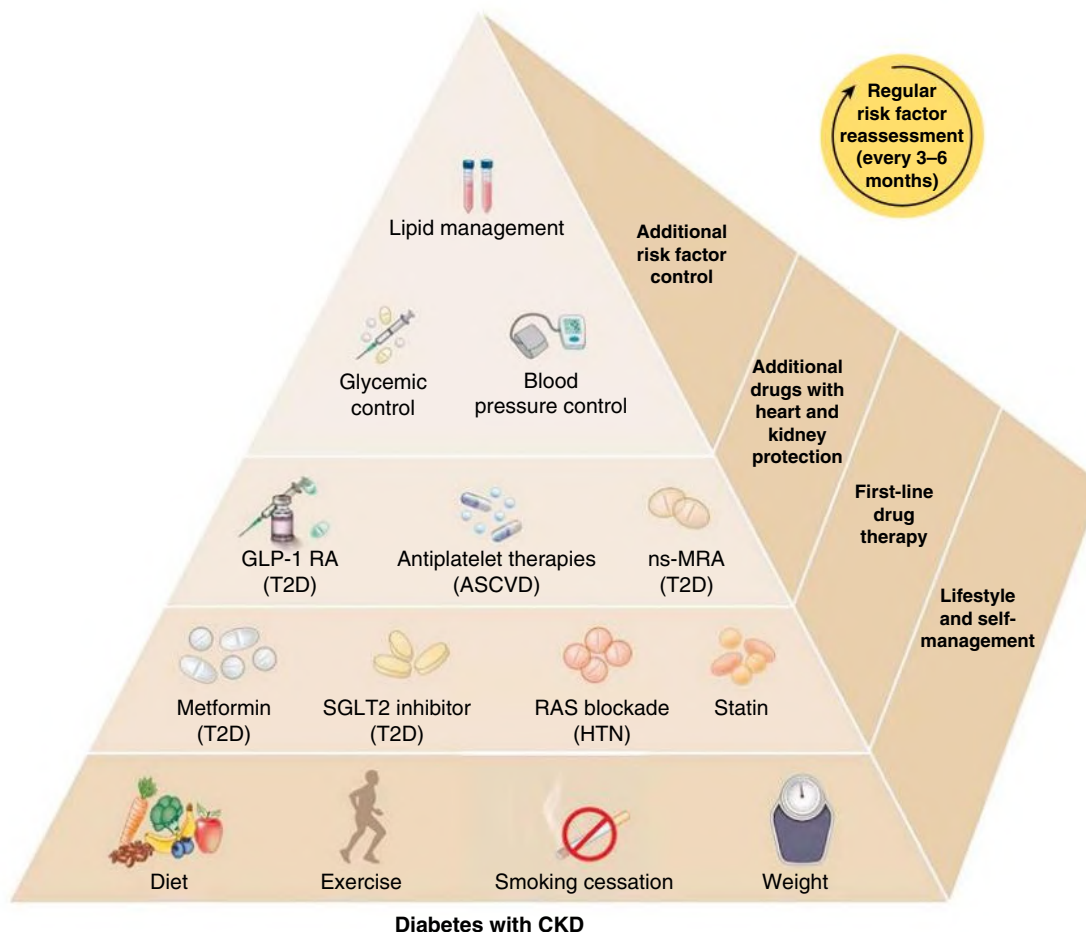 Regular
risk factor
reassessment
(every 3–6
months)
Lipid management
Additional
risk factor
control
Glycemic
control
Blood
pressure control
Additional
drugs with
heart and
kidney
protection
GLP-1 RA
(T2D)
Antiplatelet therapies
(ASCVD)
ns-MRA
(T2D)
First-line
drug
therapy
Metformin
(T2D)
SGLT2 inhibitor
(T2D)
RAS blockade
(HTN)
Statin
Lifestyle
and self-
management
Diet
Exercise
Smoking cessation
Weight
Diabetes with CKD